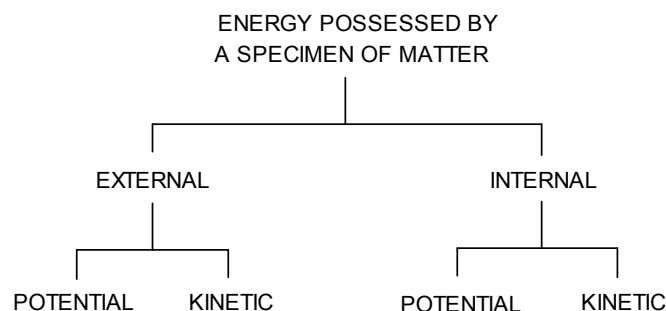 ENERGY POSSESSED BY
A SPECIMEN OF MATTER
EXTERNAL
INTERNAL
POTENTIAL
KINETIC
POTENTIAL
KINETIC